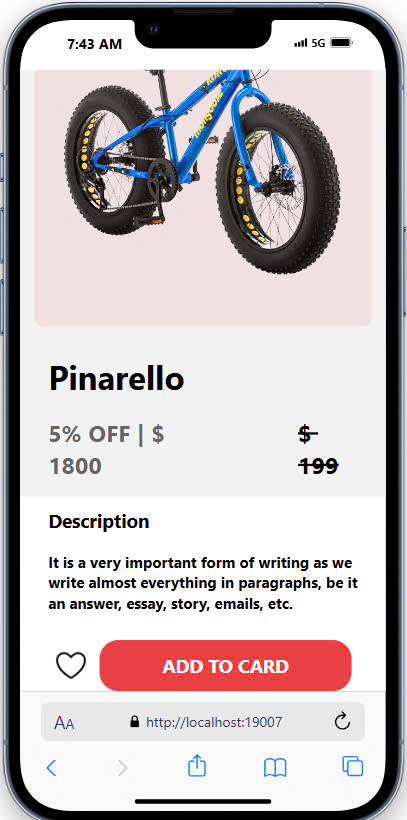 7:43 AM
5G
mongoose
Pinarello
5% OFF | $
1800
$
199
Description
It is a very important form of writing as we
write almost everything in paragraphs, be it
an answer, essay, story, emails, etc.
ADD TO CARD
AA
http://localhost:19007